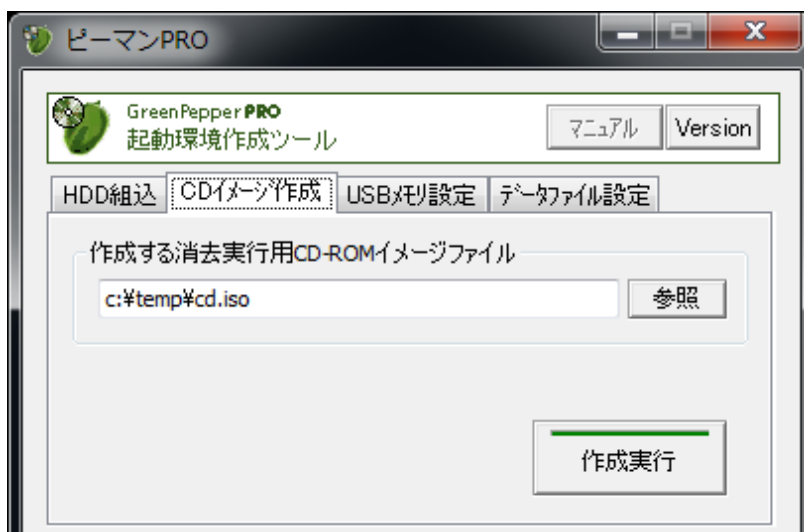 ピーマンPRO
GreenPepper PRO
起動環境作成ツール
マニュアル Version
HDD組込 CDイメージ作成 USBメモリ設定 データファイル設定
作成する消去実行用CD-ROMイメージファイル
c:¥temp¥cd.iso 参照
作成実行